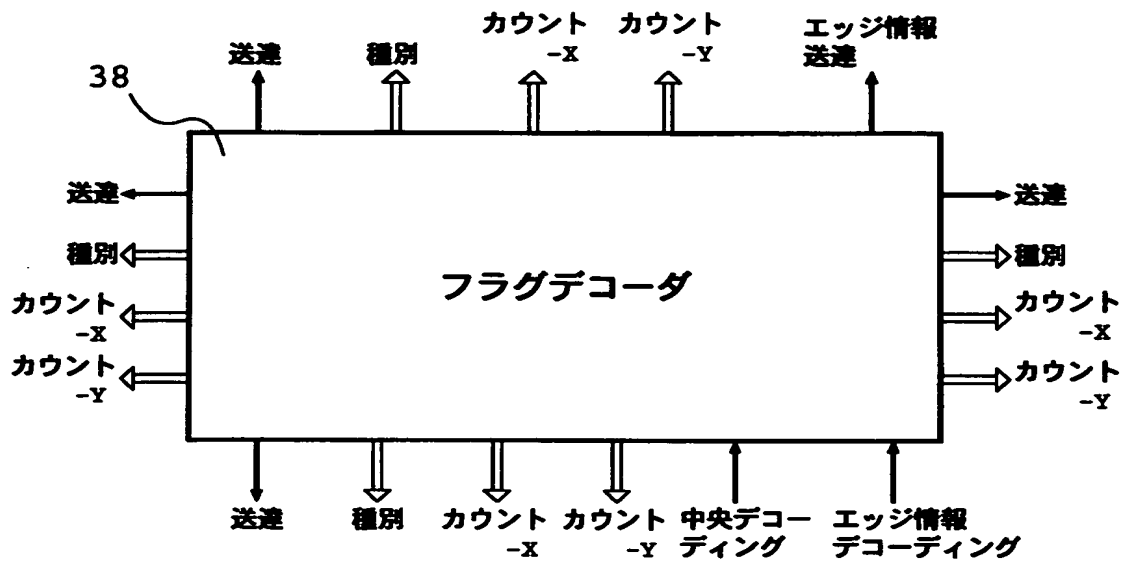 カウント
-X
カウント
-Y
エッジ情報
送達
送達
種別
38
送達
種別
カウント
-X
カウント
-Y
フラグデコーダ
送達
種別
カウント
-X
カウント
-Y
送達
種別
カウント
-X
カウント
-Y
中央デコー
ディング
エッジ情報
デコーディング